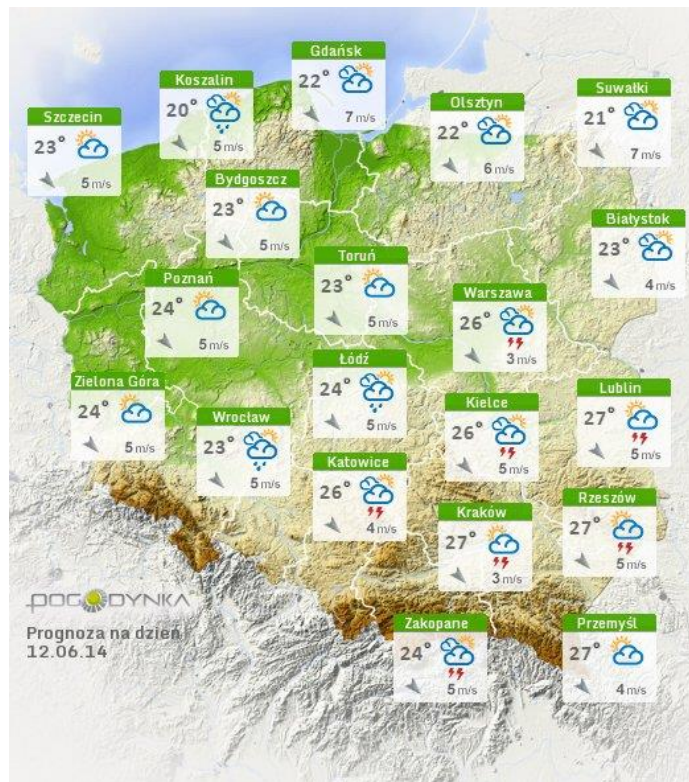 Gdańsk
22°
7 m/s
Koszalin
20°
5 m/s
Suwałki
21°
7 m/s
Olsztyn
22°
6 m/s
Szczecin
23°
5 m/s
Bydgoszcz
23°
5 m/s
Białystok
23°
4 m/s
Toruń
23°
5 m/s
Poznań
24°
5 m/s
Warszawa
26°
3 m/s
Łódź
24°
5 m/s
Zielona Góra
24°
5 m/s
Lublin
27°
5 m/s
Kielce
26°
5 m/s
Wrocław
23°
5 m/s
Katowice
26°
4 m/s
Rzeszów
27°
5 m/s
Kraków
27°
3 m/s
POGODYNKA
Prognoza na dzień
12.06.14
Zakopane
24°
5 m/s
Przemyśl
27°
4 m/s